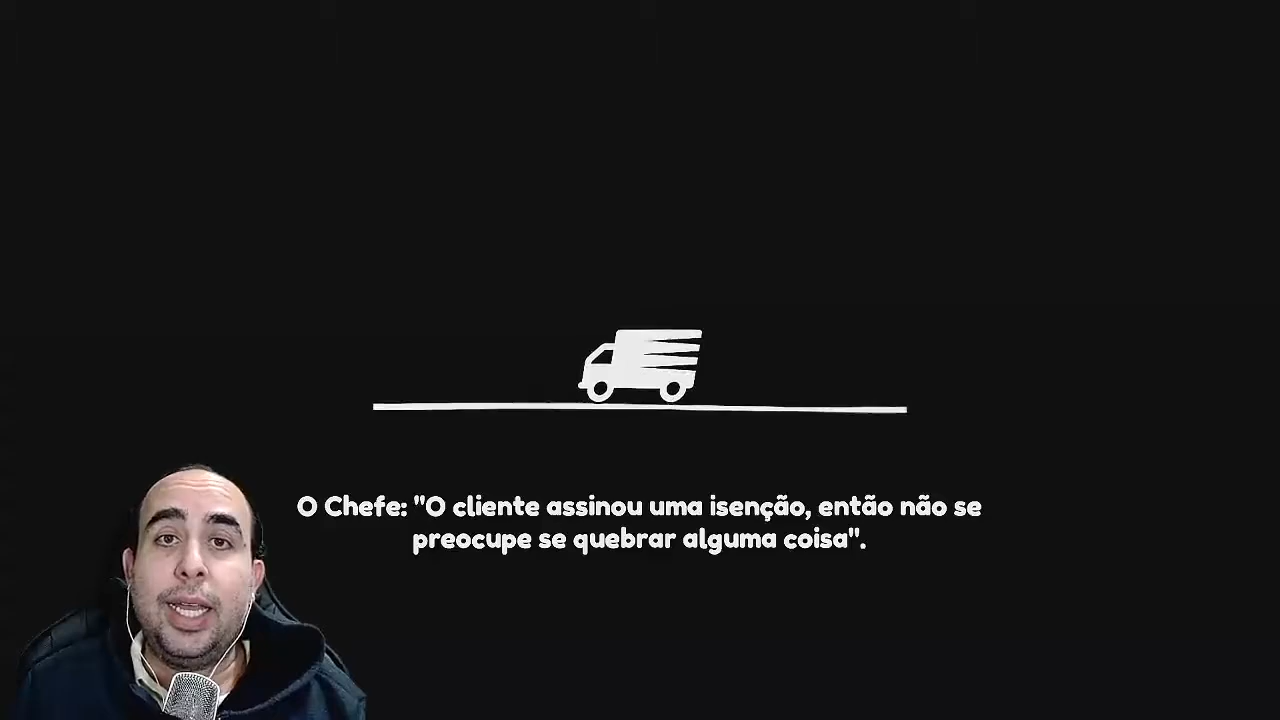 O Chefe: "O cliente assinou uma isenção, então não se
preocupe se quebrar alguma coisa".